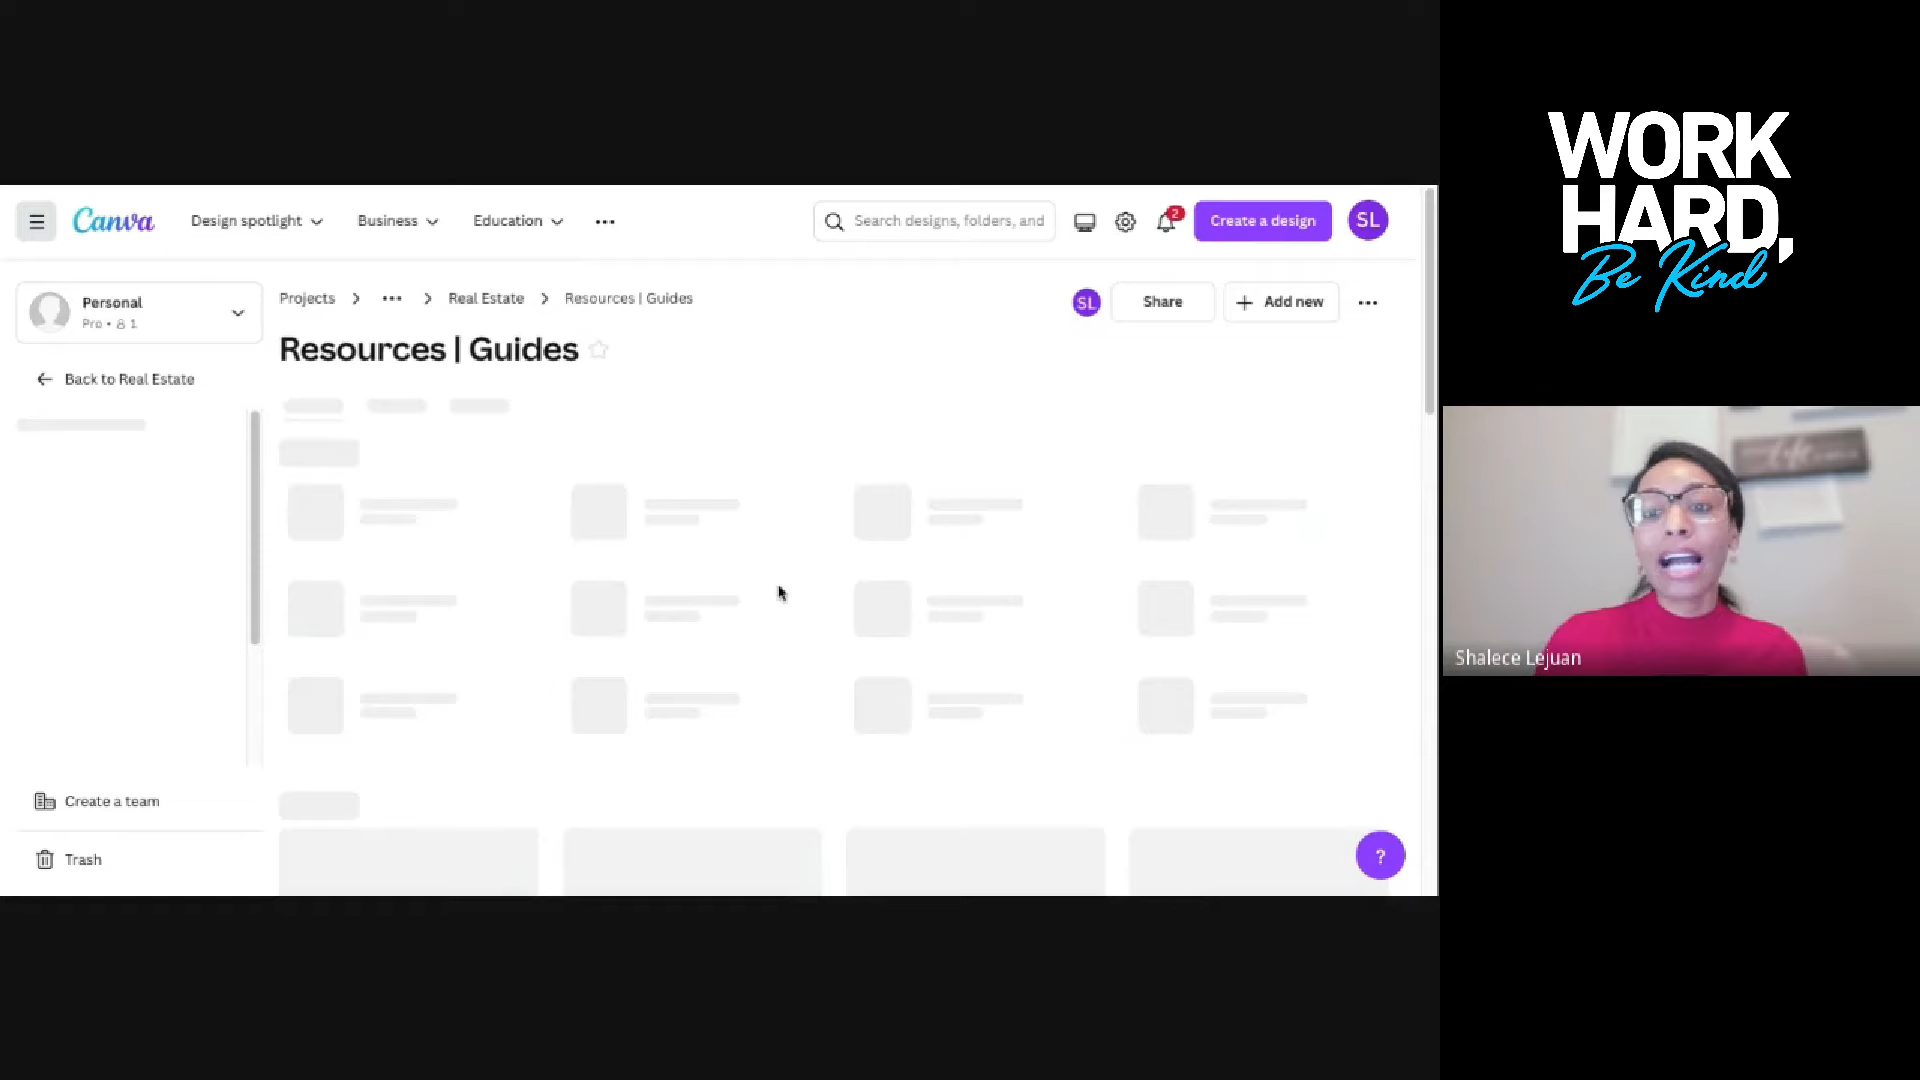 Canva
Design spotlight
Business
Education
Search designs, folders, and
2
Create a design
SL
Personal
Pro • 1
Back to Real Estate
Create a team
Trash
Projects
Real Estate
Resources | Guides
SL
Share
Add new
Resources | Guides
?
WORK
HARD,
Be Kind
Shalece Lejuan